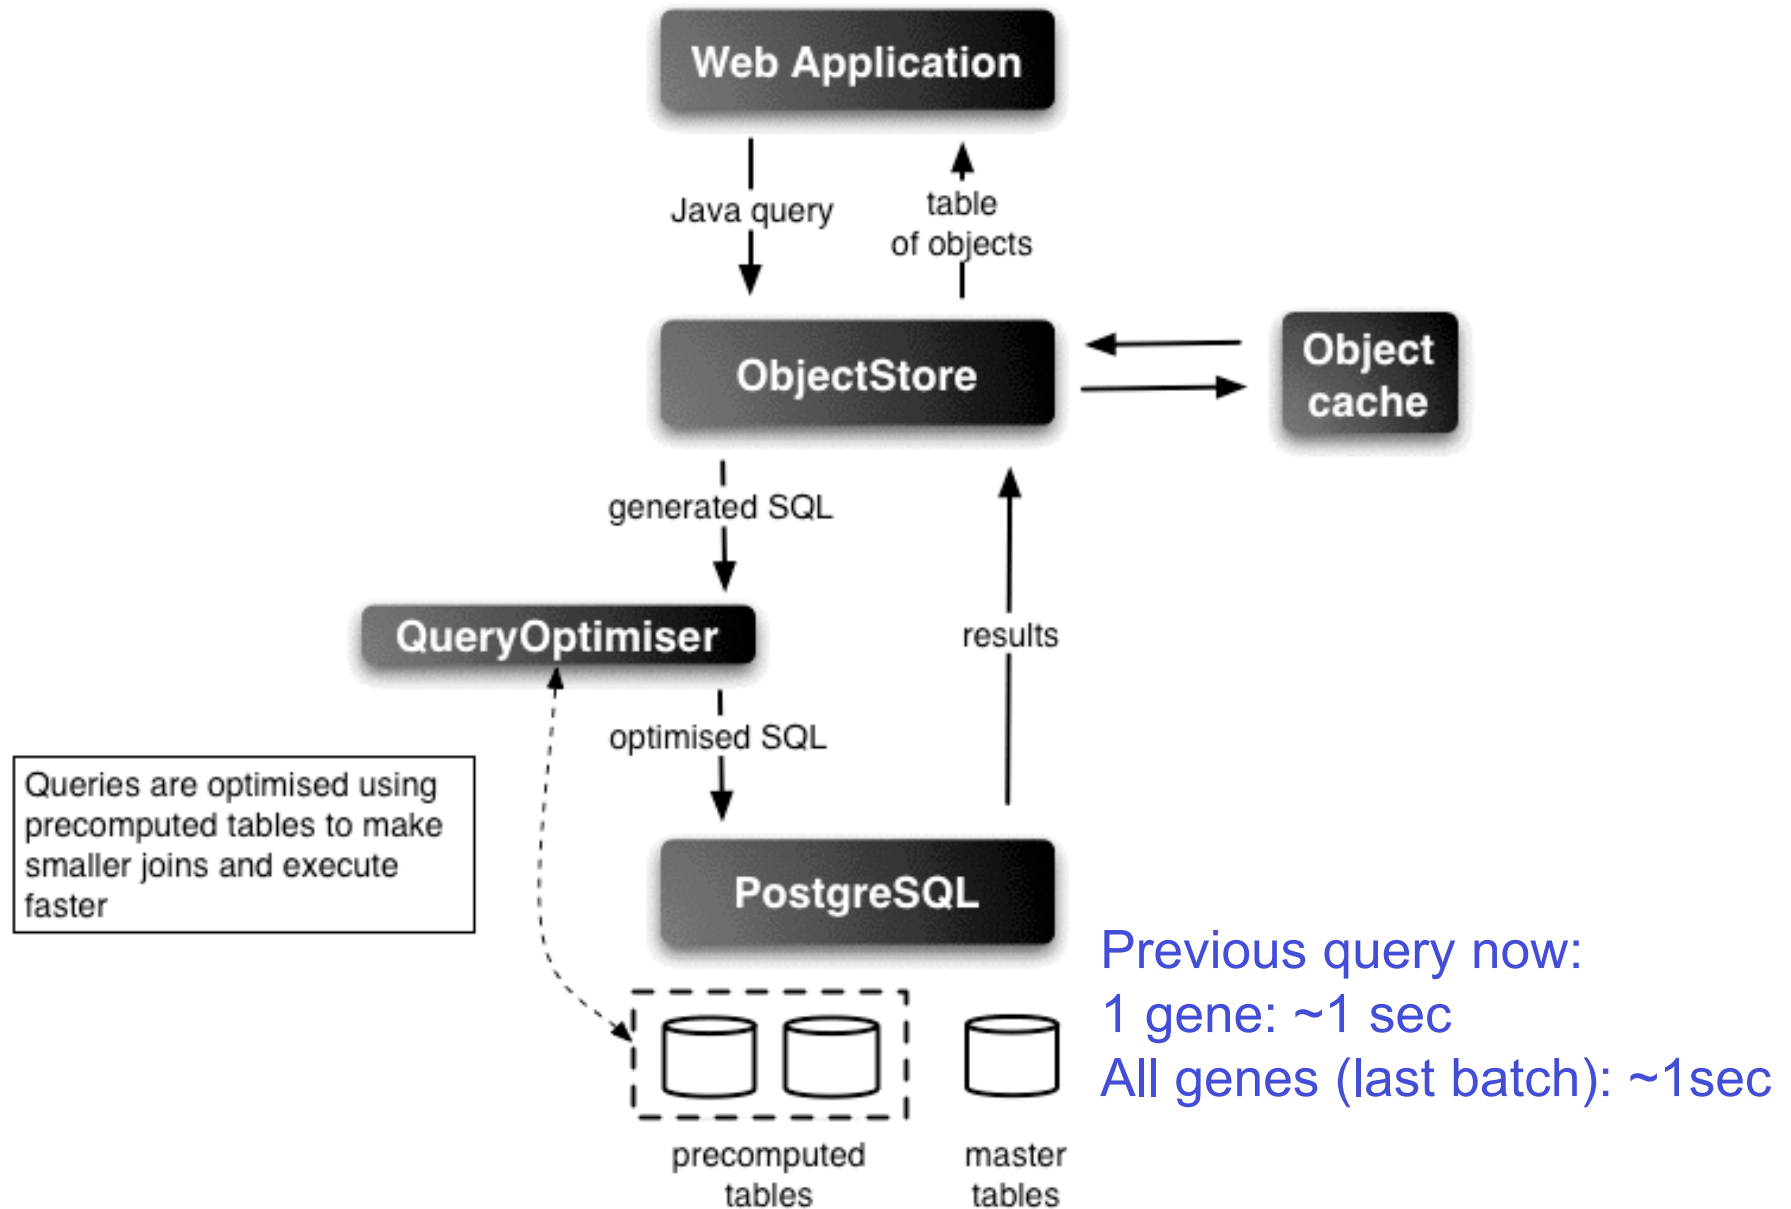 Web Application
Java query
table
of objects
ObjectStore
Object
cache
generated SQL
QueryOptimiser
results
optimised SQL
Queries are optimised using
precomputed tables to make
smaller joins and execute
faster
PostgreSQL
Previous query now:
1 gene: ~1 sec
All genes (last batch): ~1sec
precomputed
tables
master
tables